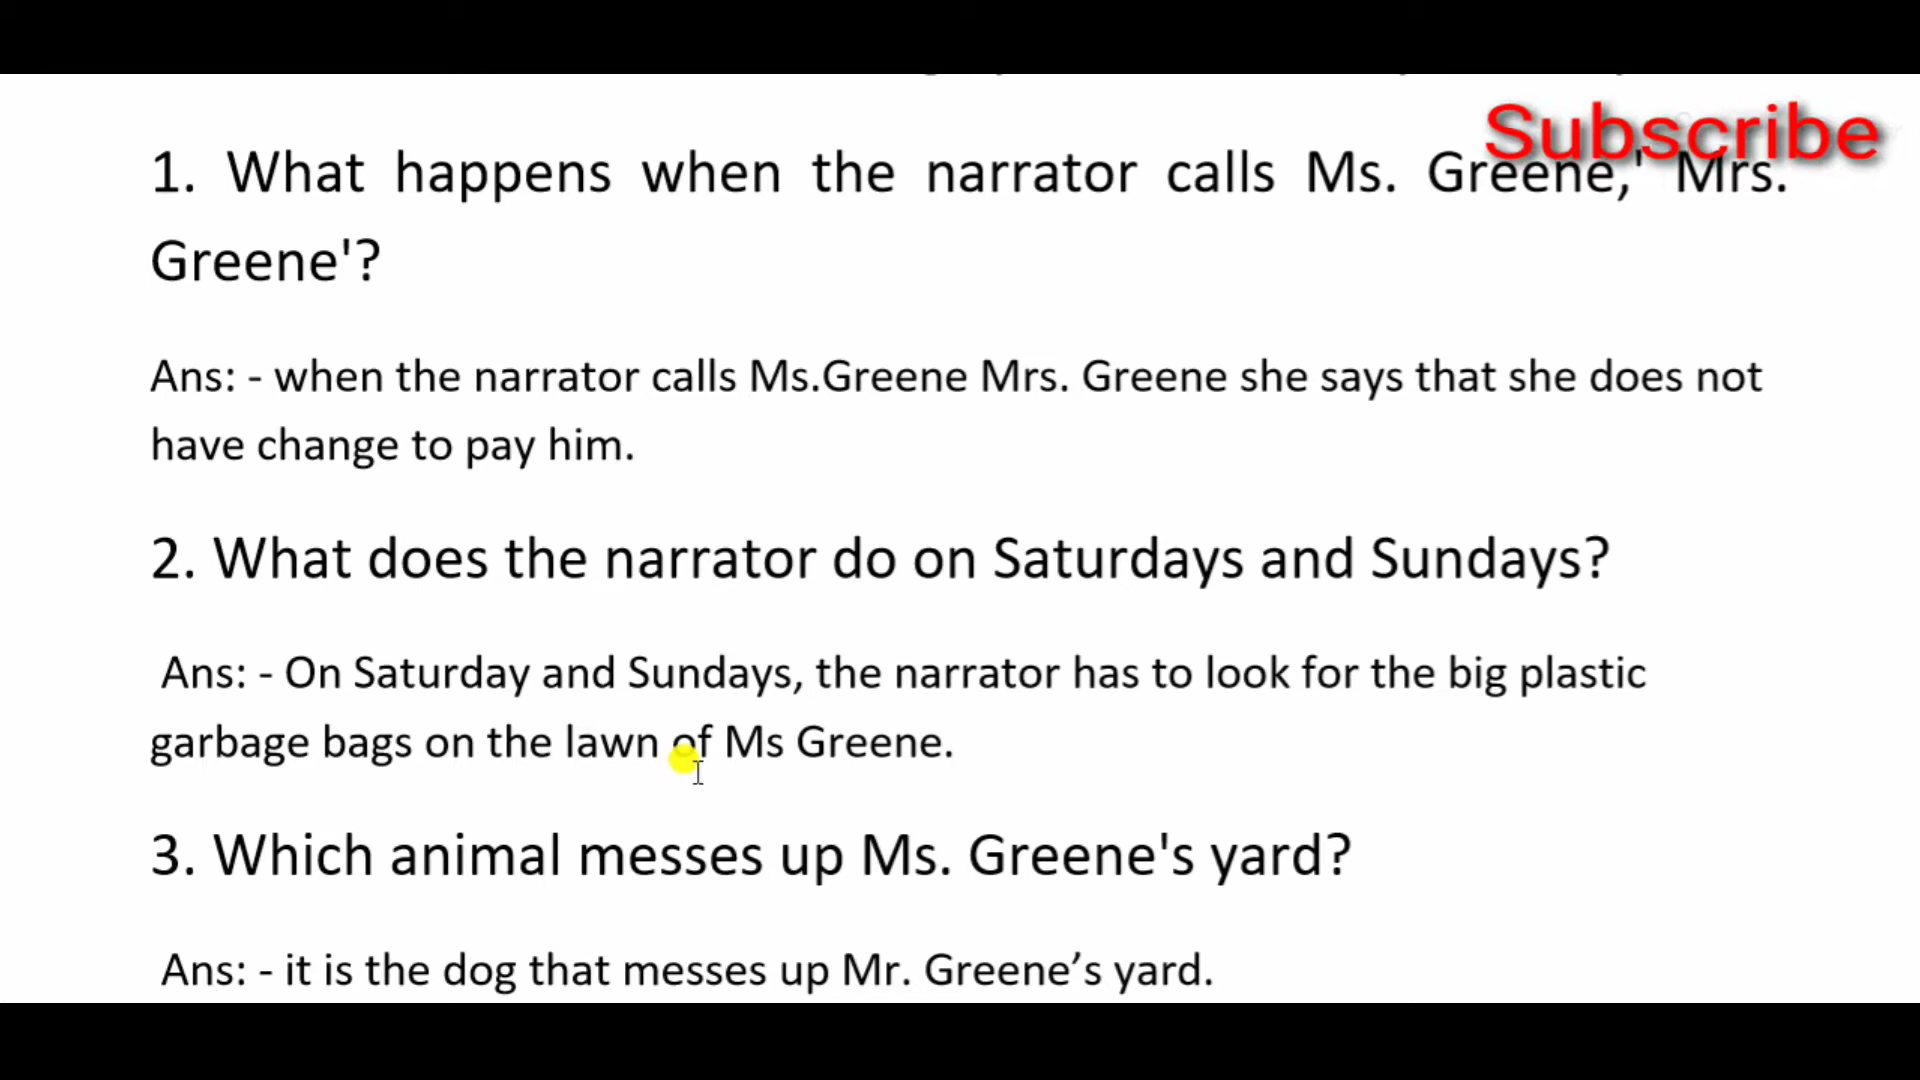 Subscribe
1. What happens when the narrator calls Ms. Greene,' Mrs.
Greene'?
Ans: - when the narrator calls Ms.Greene Mrs. Greene she says that she does not
have change to pay him.
2. What does the narrator do on Saturdays and Sundays?
Ans: - On Saturday and Sundays, the narrator has to look for the big plastic
garbage bags on the lawn of Ms Greene.
3. Which animal messes up Ms. Greene's yard?
Ans: - it is the dog that messes up Mr. Greene’s yard.